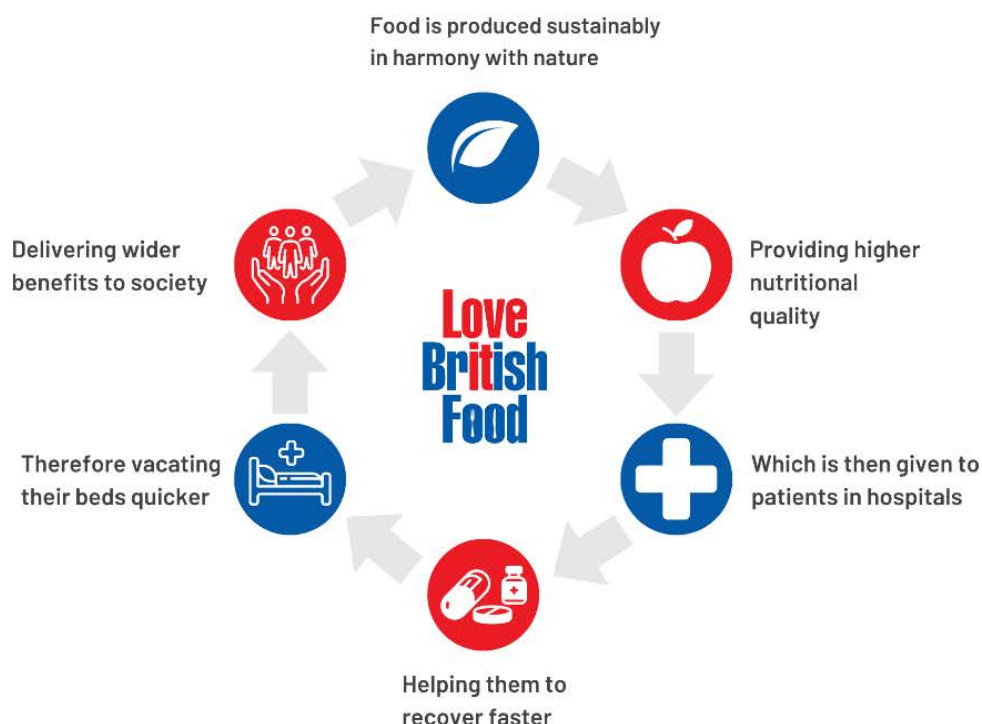 Food is produced sustainably
in harmony with nature
Providing higher
nutritional
quality
Which is then given to
patients in hospitals
Helping them to
recover faster
Therefore vacating
their beds quicker
Delivering wider
benefits to society
Love
British
Food